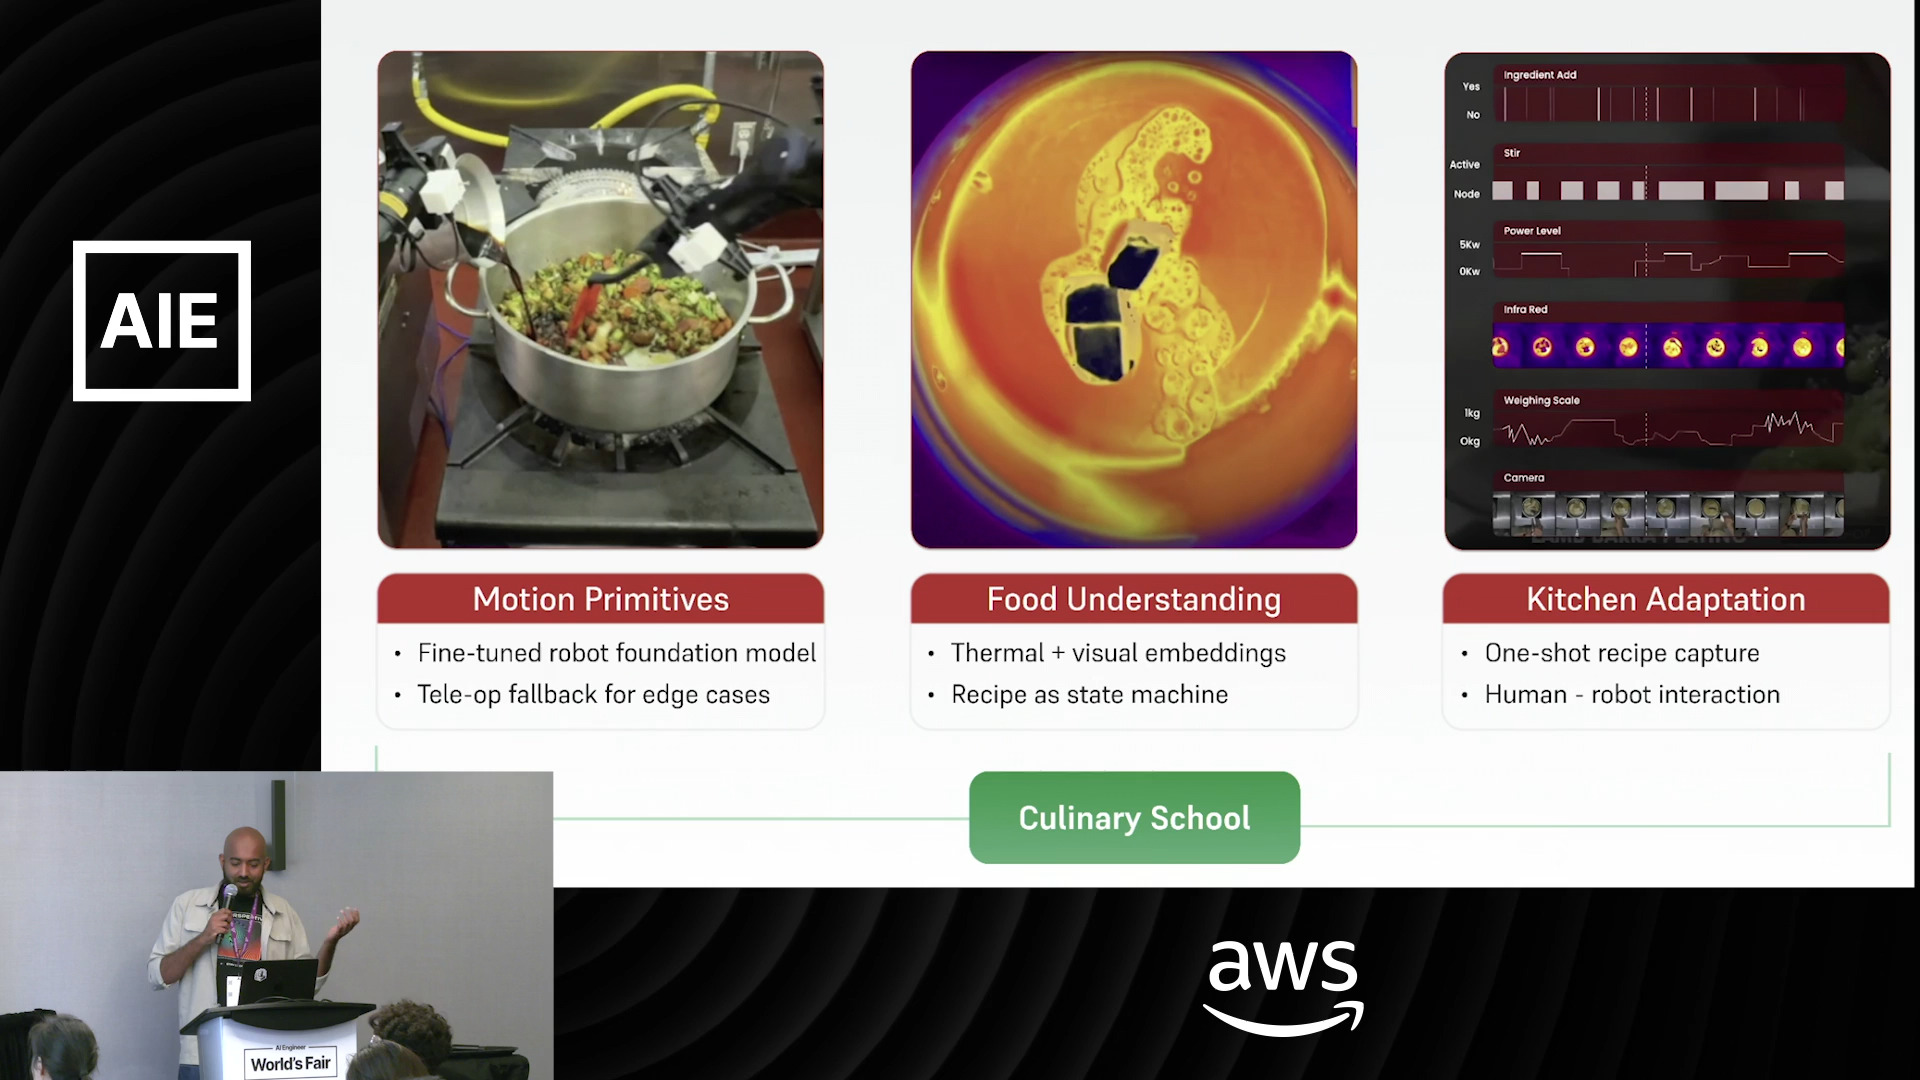 AIE
Ingredient Add
Yes
No
Stir
Active
Node
Power Level
5Kw
0Kw
Infra Red
Weighing Scale
1kg
0kg
Camera
Motion Primitives
• Fine-tuned robot foundation model
• Tele-op fallback for edge cases
Food Understanding
• Thermal + visual embeddings
• Recipe as state machine
Kitchen Adaptation
• One-shot recipe capture
• Human - robot interaction
Culinary School
AI Engineer
World's Fair
aws